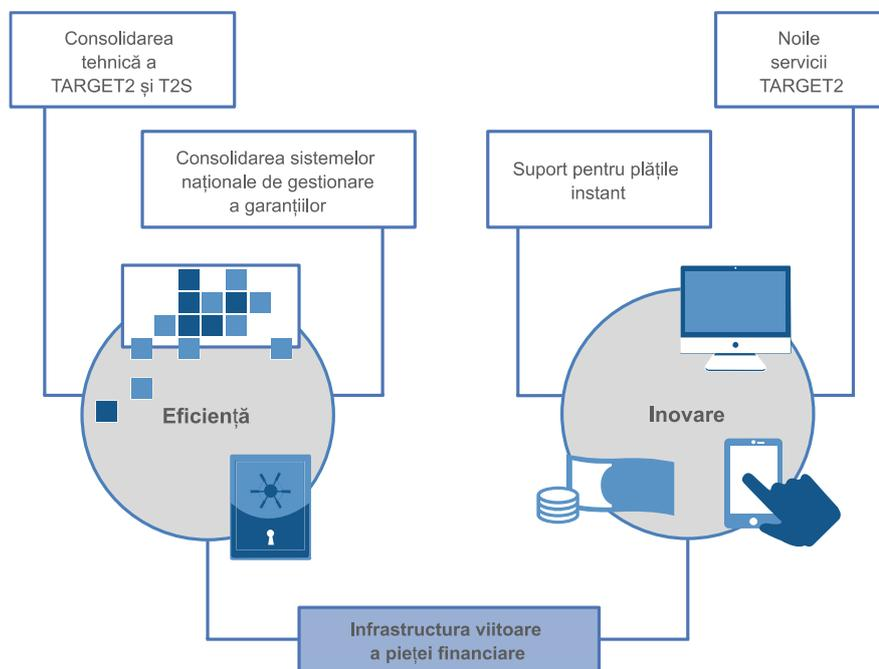 Consolidarea
tehnică a
TARGET2 și T2S
Noile
servicii
TARGET2
Consolidarea sistemelor
naționale de gestionare
a garanțiilor
Suport pentru plățile
instant
Eficiență
Inovare
Infrastructura viitoare
a pieței financiare